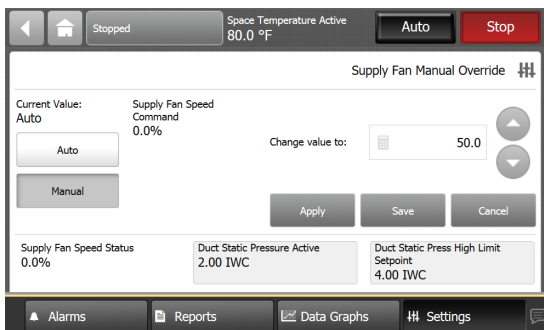 Stopped
Space Temperature Active
80.0 °F
Auto
Stop
Supply Fan Manual Override
Current Value:
Auto
Supply Fan Speed
Command
0.0%
Auto
Manual
Change value to:
50.0
Apply
Save
Cancel
Supply Fan Speed Status
0.0%
Duct Static Pressure Active
2.00 IWC
Duct Static Press High Limit
Setpoint
4.00 IWC
Alarms
Reports
Data Graphs
Settings